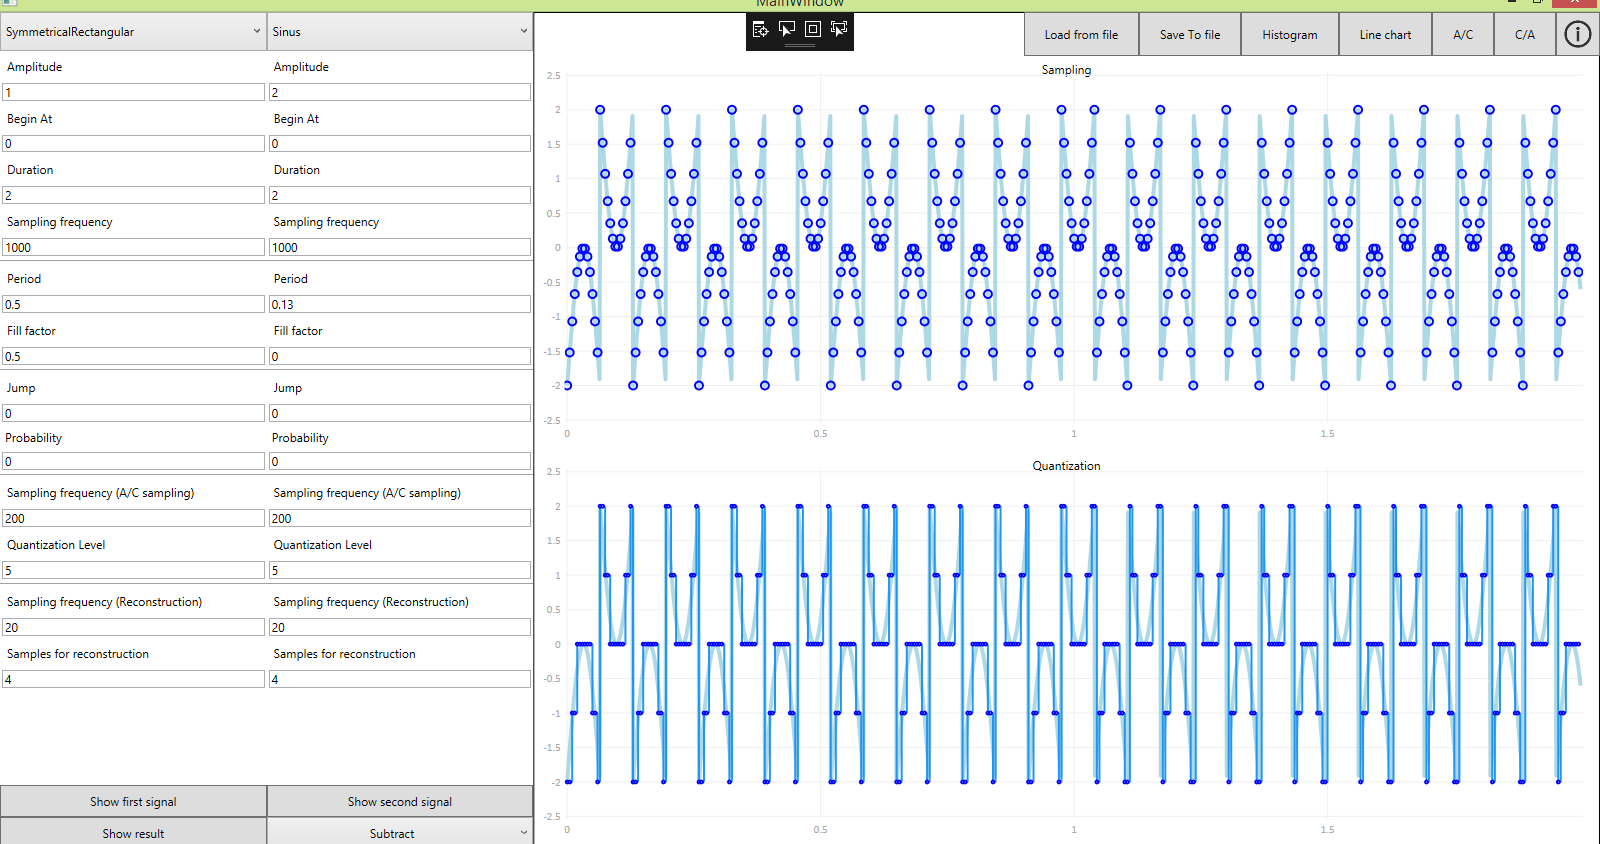 MainWindow
SymmetricalRectangular Sinus
Load from file Save To file Histogram Line chart A/C C/A i
Amplitude Amplitude
1 2
Begin At Begin At
0 0
Duration Duration
2 2
Sampling frequency Sampling frequency
1000 1000
Period Period
0.5 0.13
Fill factor Fill factor
0.5 0
Jump Jump
0 0
Probability Probability
0 0
Sampling frequency (A/C sampling) Sampling frequency (A/C sampling)
200 200
Quantization Level Quantization Level
5 5
Sampling frequency (Reconstruction) Sampling frequency (Reconstruction)
20 20
Samples for reconstruction Samples for reconstruction
4 4
Show first signal Show second signal
Show result Subtract
Sampling
2.5
2
1.5
1
0.5
0
-0.5
-1
-1.5
-2
-2.5
0 0.5 1 1.5
Quantization
2.5
2
1.5
1
0.5
0
-0.5
-1
-1.5
-2
-2.5
0 0.5 1 1.5